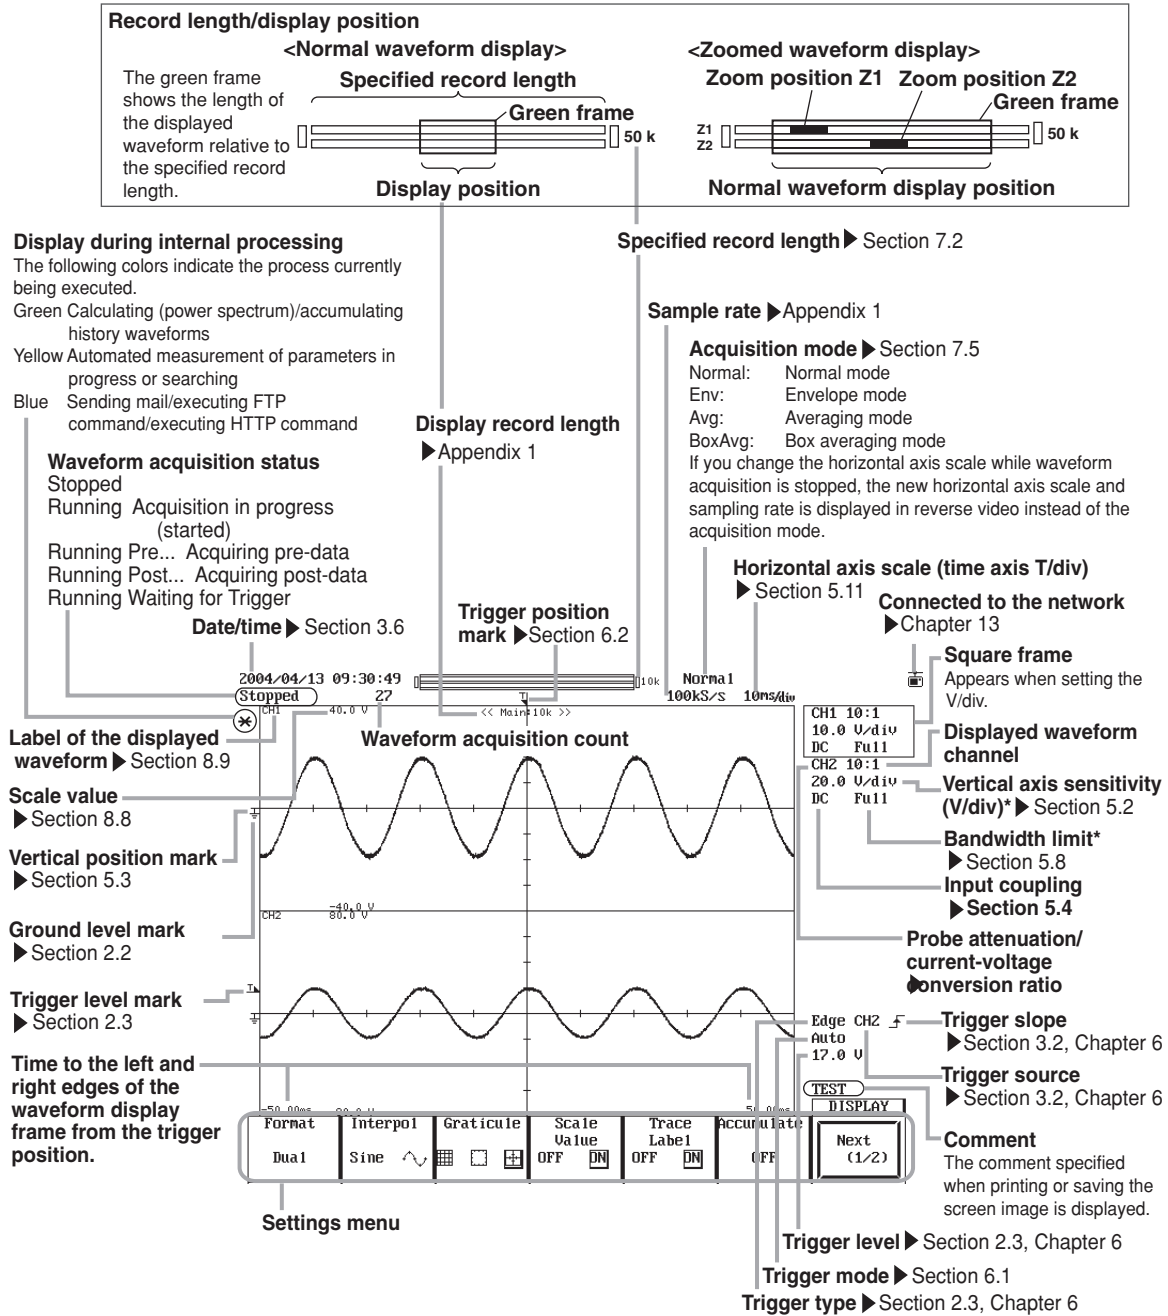 Record length/display position
<Normal waveform display>
<Zoomed waveform display>
The green frame
shows the length of
the displayed
waveform relative to
the specified record
length.
Specified record length
Green frame
50 k
Display position
Zoom position Z1 Zoom position Z2
Green frame
Z1
Z2
50 k
Normal waveform display position
Display during internal processing
The following colors indicate the process currently
being executed.
Green Calculating (power spectrum)/accumulating
history waveforms
Yellow Automated measurement of parameters in
progress or searching
Blue Sending mail/executing FTP
command/executing HTTP command
Specified record length▶ Section 7.2
Sample rate ▶Appendix 1
Acquisition mode ▶ Section 7.5
Normal: Normal mode
Env: Envelope mode
Avg: Averaging mode
BoxAvg: Box averaging mode
If you change the horizontal axis scale while waveform
acquisition is stopped, the new horizontal axis scale and
sampling rate is displayed in reverse video instead of the
acquisition mode.
Display record length
▶Appendix 1
Waveform acquisition status
Stopped
Running Acquisition in progress
(started)
Running Pre... Acquiring pre-data
Running Post... Acquiring post-data
Running Waiting for Trigger
Horizontal axis scale (time axis T/div)
▶ Section 5.11
Connected to the network
▶Chapter 13
Date/time▶ Section 3.6
Trigger position
mark ▶Section 6.2
Square frame
Appears when setting the
V/div.
2004/04/13 09:30:49
10k
Normal
Stopped
27
T
100kS/s 10ms/div
CH1
40.0 V
<< Main:10k >>
CH1 10:1
10.0 V/div
DC Full
CH2 10:1
20.0 V/div
DC Full
Label of the displayed
waveform▶ Section 8.9
Waveform acquisition count
Displayed waveform
channel
Scale value
▶ Section 8.8
Vertical axis sensitivity
(V/div)*▶ Section 5.2
Vertical position mark
▶ Section 5.3
Bandwidth limit*
▶ Section 5.8
Input coupling
▶Section 5.4
-40.0 V
CH2
80.0 V
Ground level mark
▶ Section 2.2
Probe attenuation/
current-voltage
conversion ratio
Trigger level mark
▶ Section 2.3
T
Edge CH2
Auto
17.0 V
Trigger slope
▶Section 3.2, Chapter 6
Trigger source
▶ Section 3.2, Chapter 6
Time to the left and
right edges of the
waveform display
frame from the trigger
position.
TEST
DISPLAY
-50.00ms
50.00ms
Format
Dual
Interpol
Sine
Graticule
Scale
Value
OFF ON
Trace
Label
OFF ON
Accumulate
OFF
Next
(1/2)
Comment
The comment specified
when printing or saving the
screen image is displayed.
Settings menu
Trigger level▶ Section 2.3, Chapter 6
Trigger mode▶ Section 6.1
Trigger type▶Section 2.3, Chapter 6